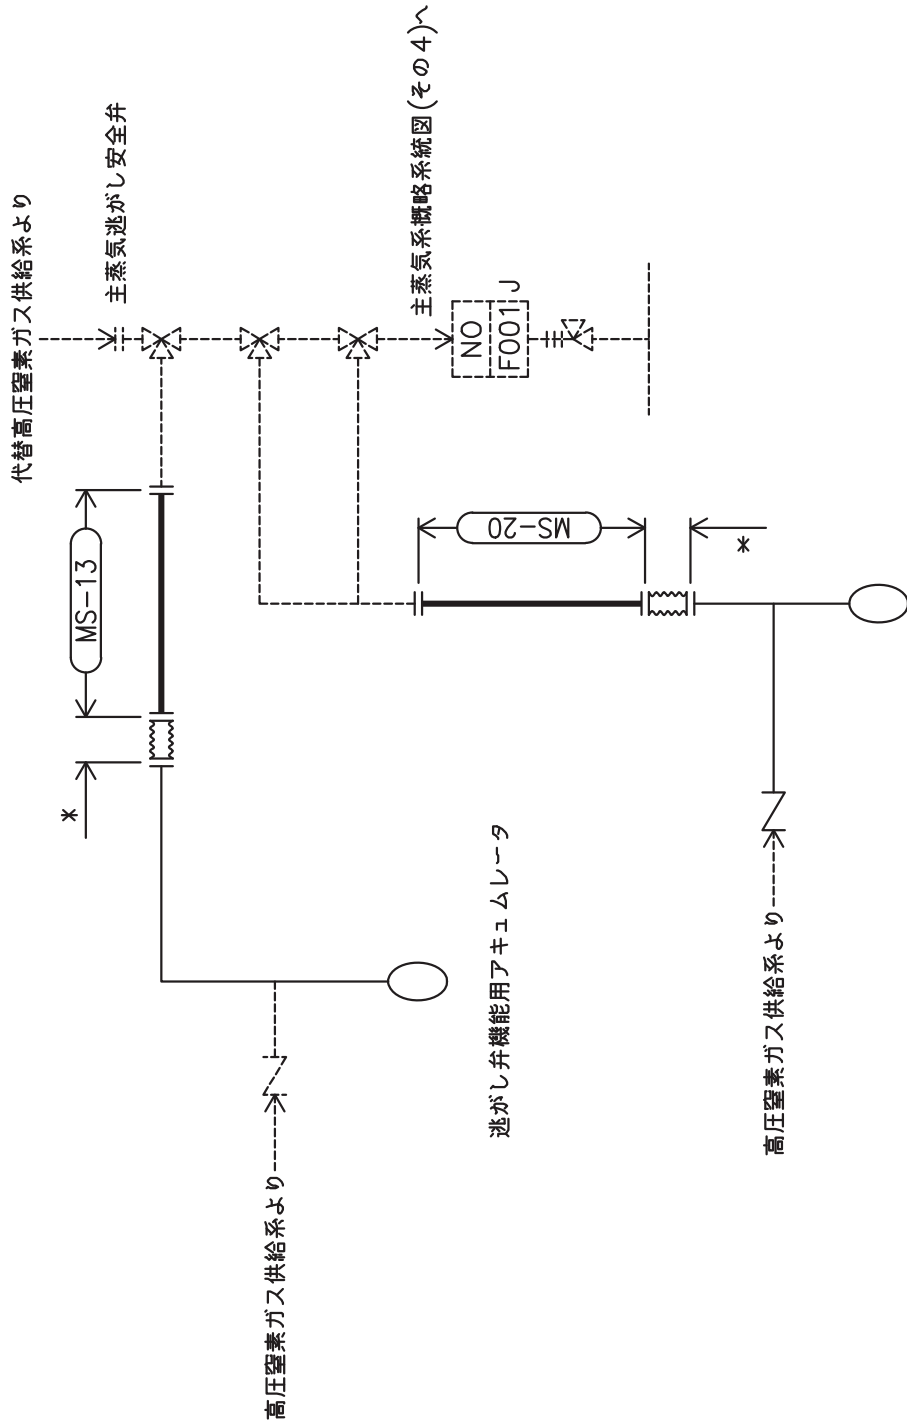 代替高圧窒素ガス供給系より
主蒸気逃がし安全弁
主蒸気系概略系統図(その4)へ
NO
F001 J
MS-13
*
MS-20
*
高圧窒素ガス供給系より
逃がし弁機能用アキュムレータ
高圧窒素ガス供給系より